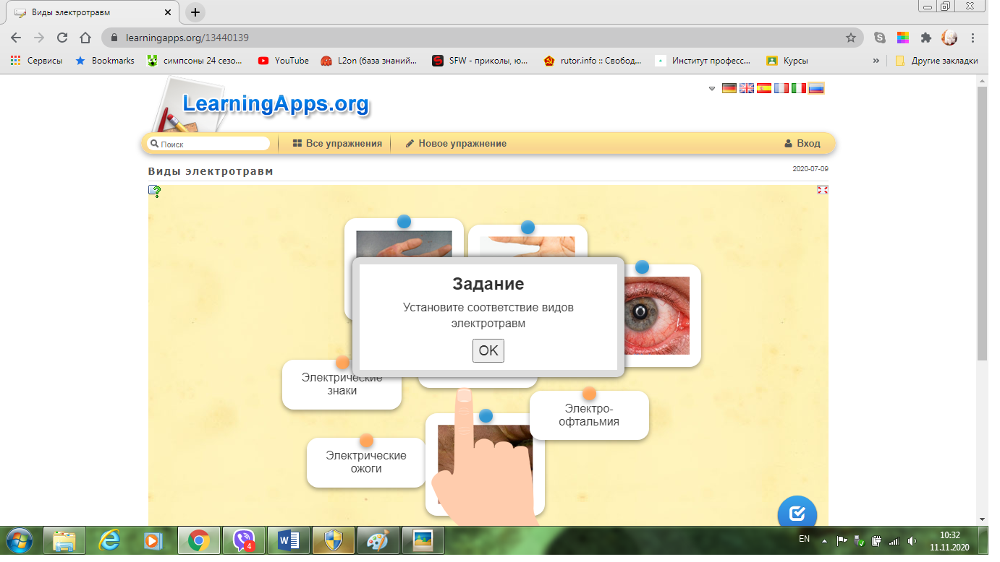 Виды электротравм
learningapps.org/13440139
Сервисы
Bookmarks
симпсоны 24 сезо...
YouTube
L2on (база знаний...
SFW - приколы, ю...
rutor.info :: Свобод...
Институт професс...
Курсы
»
Другие закладки
LearningApps.org
Поиск
Все упражнения
Новое упражнение
Вход
Виды электротравм
2020-07-09
Задание
Установите соответствие видов
электротравм
OK
Электрические
знаки
Электро-
офтальмия
Электрические
ожоги
4
EN
10:32
11.11.2020